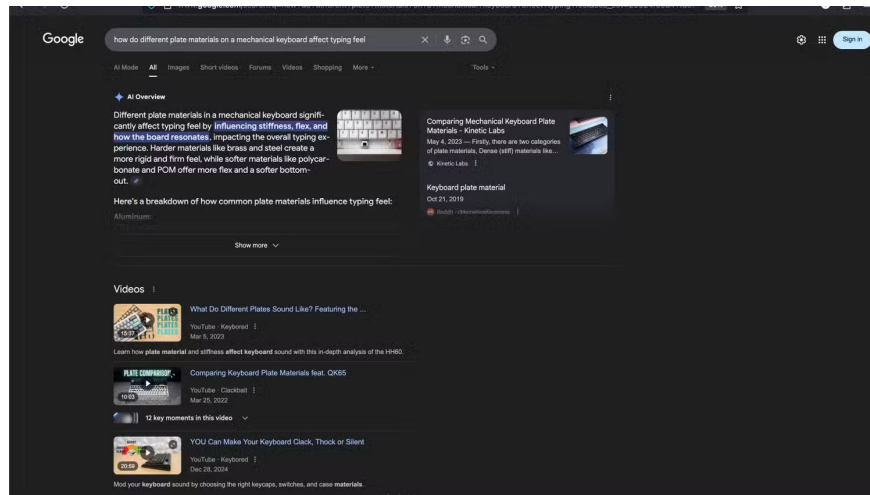 Google
how do different plate materials on a mechanical keyboard affect typing feel
Sign in
AI Mode All Images Short videos Forums Videos Shopping More
Tools
AI Overview
Different plate materials in a mechanical keyboard signifi-
cantly affect typing feel by influencing stiffness, flex, and
how the board resonates, impacting the overall typing ex-
perience. Harder materials like brass and steel create a
more rigid and firm feel, while softer materials like polycar-
bonate and POM offer more flex and a softer bottom-
out.
Here's a breakdown of how common plate materials influence typing feel:
Aluminum:
Show more
Comparing Mechanical Keyboard Plate
Materials - Kinetic Labs
May 4, 2023 — Firstly, there are two categories
of plate materials, Dense (stiff) materials like...
Kinetic Labs
Keyboard plate material
Oct 21, 2019
Videos
15:37
What Do Different Plates Sound Like? Featuring the ...
YouTube · Keybored
Mar 5, 2023
Learn how plate material and stiffness affect keyboard sound with this in-depth analysis of the HH60.
PLATE COMPARISON
10:03
Comparing Keyboard Plate Materials feat. QK65
YouTube · Clackbait
Mar 25, 2022
12 key moments in this video
20:59
YOU Can Make Your Keyboard Clack, Thock or Silent
YouTube · Keybored
Dec 28, 2024
Mod your keyboard sound by choosing the right keycaps, switches, and case materials.